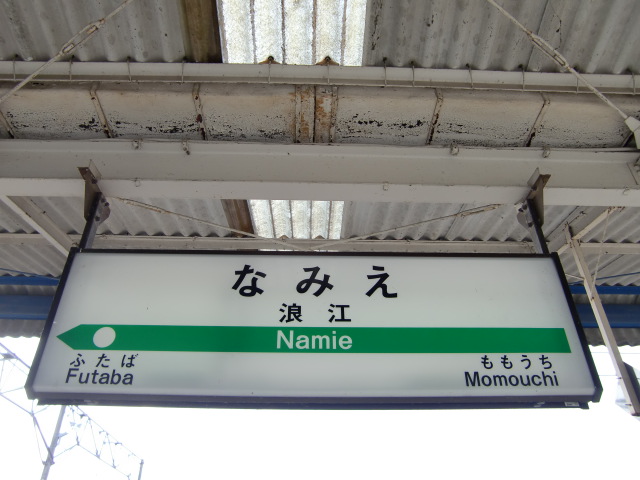 なみえ
浪江
Namie
ふたば
Futaba
ももうち
Momouchi